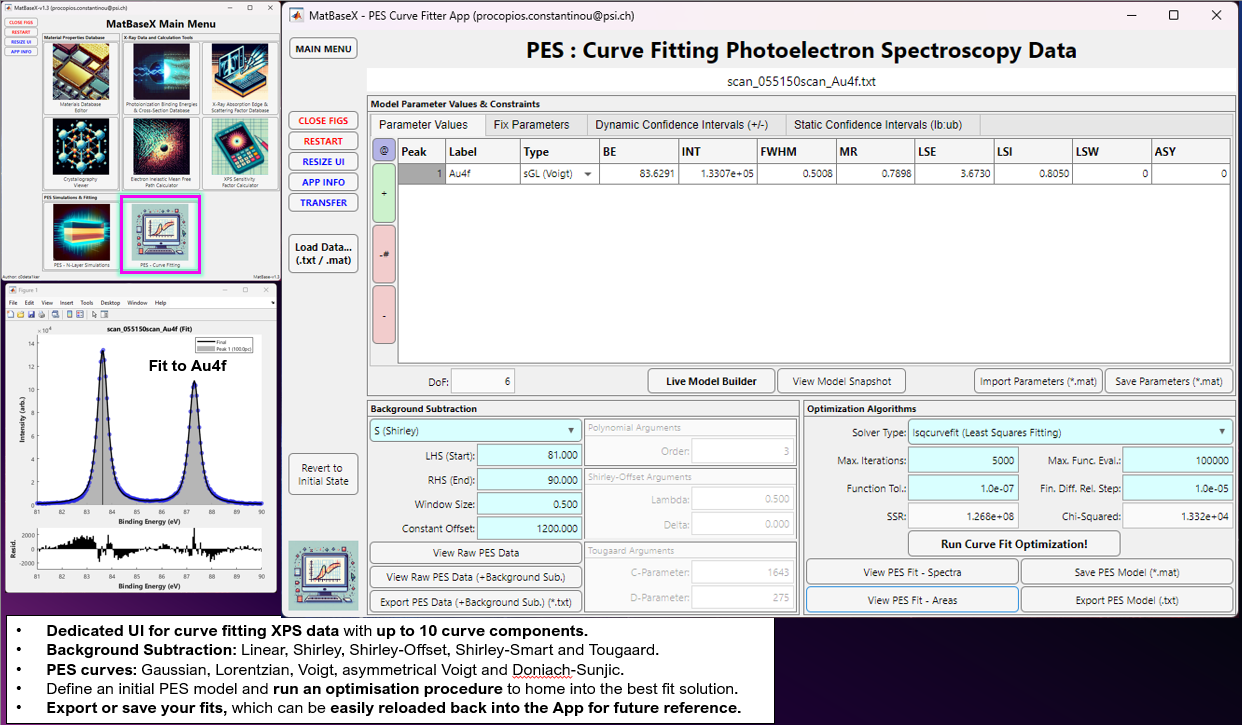 MatBaseX-v1.3 (procopios.constantinou@psi.ch)
CLOSE FIGS
RESTART
RESIZE UI
APP INFO
MatBaseX Main Menu
Material Properties Database
X-Ray Data and Calculation Tools
Materials Database
Editor
Photoionization Binding Energies
& Cross-Section Database
X-Ray Absorption Edge &
Scattering Factor Database
Crystallography
Viewer
Electron Inelastic Mean Free
Path Calculator
XPS Sensitivity
Factor Calculator
PES Simulations & Fitting
PES - N-Layer Simulations
PES - Curve Fitting
MatBase-v1.3
Figure 1
File Edit View Insert Tools Desktop Window Help
scan_055150scan_Au4f (Fit)
× 10⁴
Final
Peak 1 (100.0pc)
Fit to Au4f
14
12
10
8
6
4
2
Intensity (arb.)
81 82 83 84 85 86 87 88 89 90
Binding Energy (eV)
2000
0
-2000
Resid.
81 82 83 84 85 86 87 88 89 90
Binding Energy (eV)
MatBaseX - PES Curve Fitter App (procopios.constantinou@psi.ch)
MAIN MENU
PES : Curve Fitting Photoelectron Spectroscopy Data
scan_055150scan_Au4f.txt
CLOSE FIGS
RESTART
RESIZE UI
APP INFO
TRANSFER
Load Data...
(.txt / .mat)
Revert to
Initial State
Model Parameter Values & Constraints
Parameter Values Fix Parameters Dynamic Confidence Intervals (+/-) Static Confidence Intervals (lb:ub)
@
+
-#
-
Peak Label Type BE INT FWHM MR LSE LSI LSW ASY
1 Au4f sGL (Voigt) 83.6291 1.3307e+05 0.5008 0.7898 3.6730 0.8050 0 0
DoF: 6
Live Model Builder
View Model Snapshot
Import Parameters (*.mat)
Save Parameters (*.mat)
Background Subtraction
S (Shirley)
LHS (Start): 81.000
RHS (End): 90.000
Window Size: 0.500
Constant Offset: 1200.000
View Raw PES Data
View Raw PES Data (+Background Sub.)
Export PES Data (+Background Sub.) (*.txt)
Polynomial Arguments
Order: 3
Shirley-Offset Arguments
Lambda: 0.500
Delta: 0.000
Tougaard Arguments
C-Parameter: 1643
D-Parameter: 275
Optimization Algorithms
Solver Type: lsqcurvefit (Least Squares Fitting)
Max. Iterations: 5000 Max. Func. Eval.: 100000
Function Tol.: 1.0e-07 Fin. Diff. Rel. Step: 1.0e-05
SSR: 1.268e+08 Chi-Squared: 1.332e+04
Run Curve Fit Optimization!
View PES Fit - Spectra
Save PES Model (*.mat)
View PES Fit - Areas
Export PES Model (.txt)
• Dedicated UI for curve fitting XPS data with up to 10 curve components.
• Background Subtraction: Linear, Shirley, Shirley-Offset, Shirley-Smart and Tougaard.
• PES curves: Gaussian, Lorentzian, Voigt, asymmetrical Voigt and Doniach-Sunjic.
• Define an initial PES model and run an optimisation procedure to home into the best fit solution.
• Export or save your fits, which can be easily reloaded back into the App for future reference.